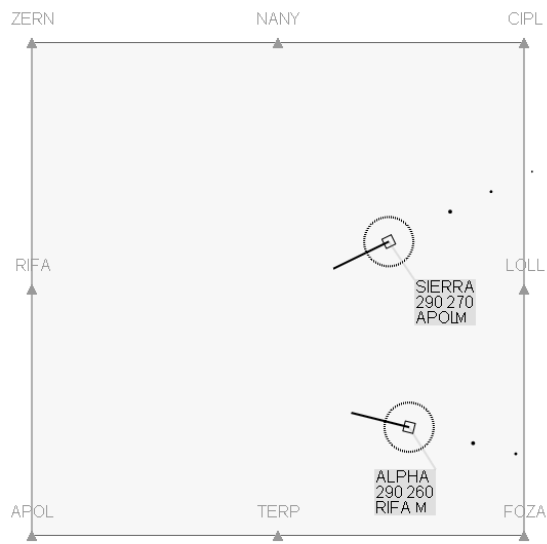 ZERN NANY CIPL
RIFA LOLL
SIERRA
290 270
APOLM
ALPHA
290 260
RIFA M
APOL TERP FOZA